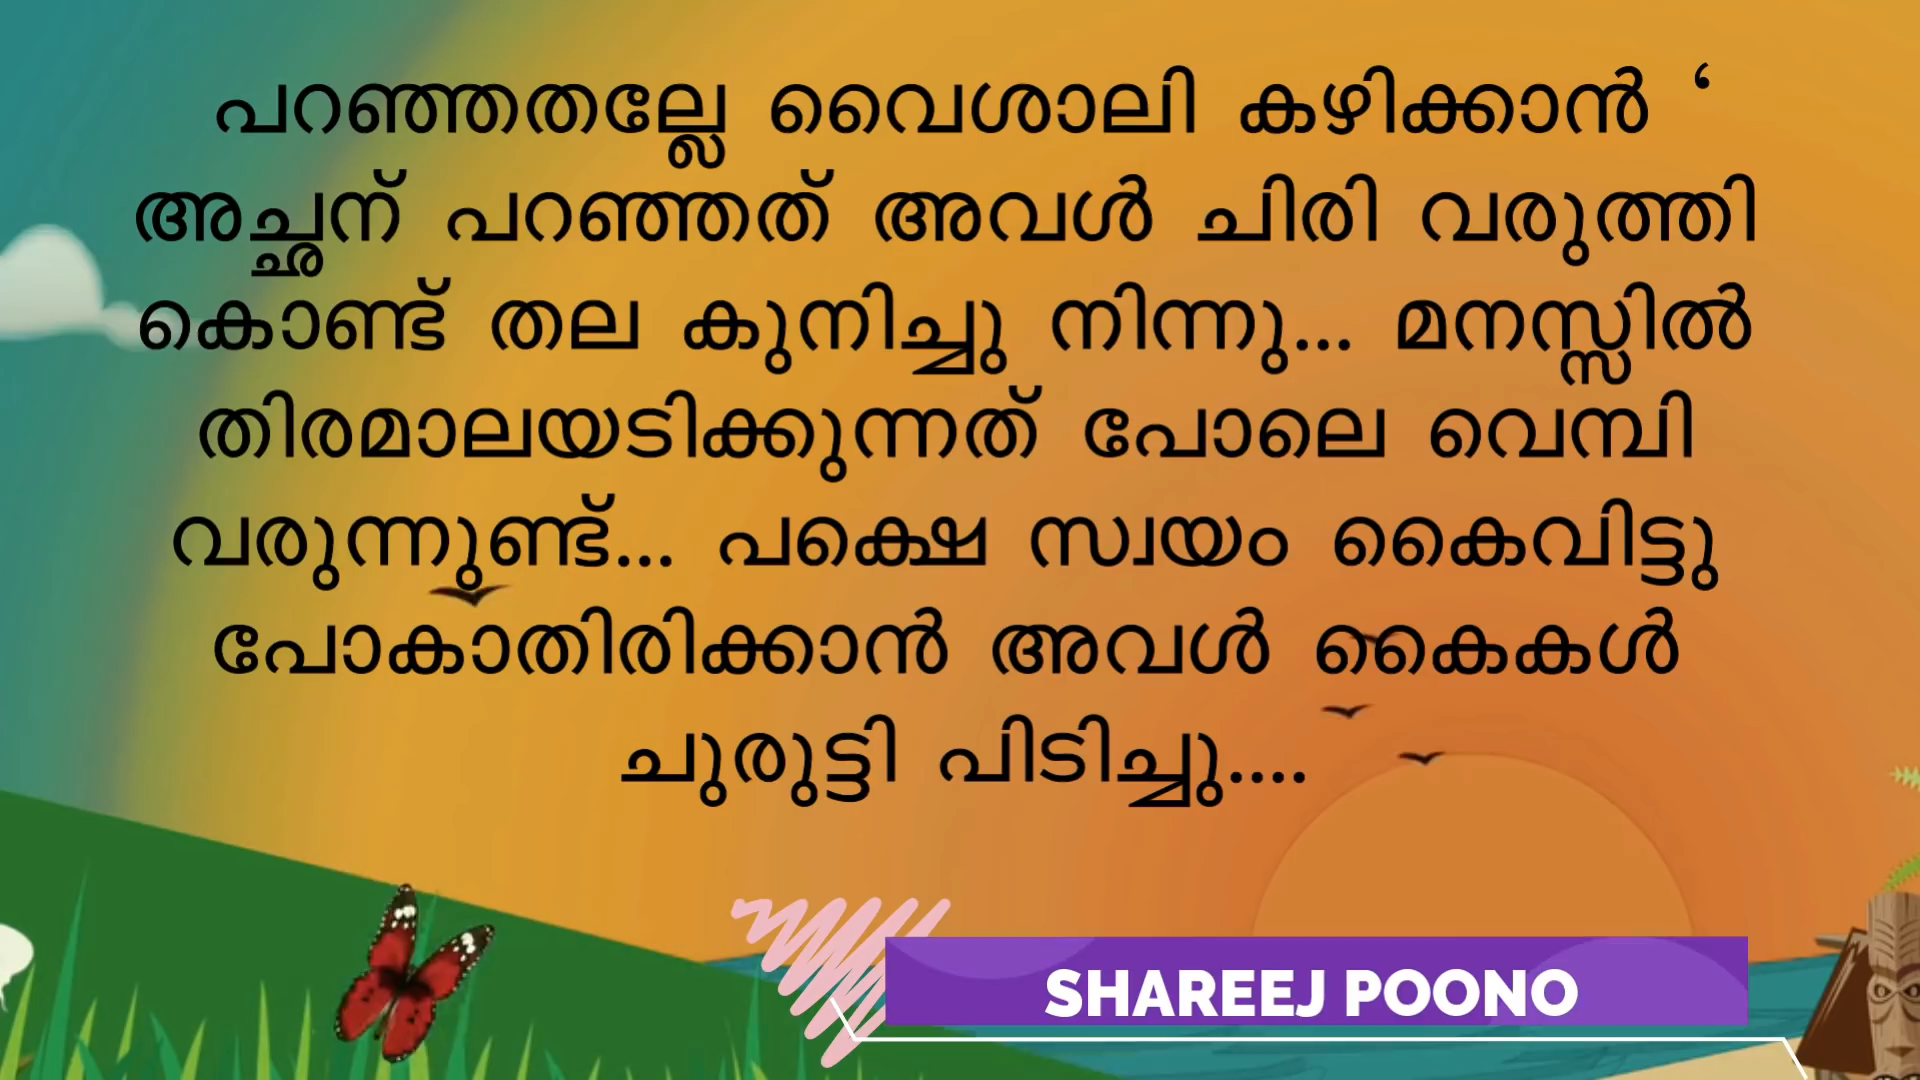 പറഞ്ഞതല്ലേ വൈശാലി കഴിക്കാൻ ‘
അച്ഛന് പറഞ്ഞത് അവൾ ചിരി വരുത്തി
കൊണ്ട് തല കുനിച്ചു നിന്നു... മനസ്സിൽ
തിരമാലയടിക്കുന്നത് പോലെ വെമ്പി
വരുന്നുണ്ട്... പക്ഷെ സ്വയം കൈവിട്ടു
പോകാതിരിക്കാൻ അവൾ കൈകൾ
ചുരുട്ടി പിടിച്ചു....
SHAREEJ POONO